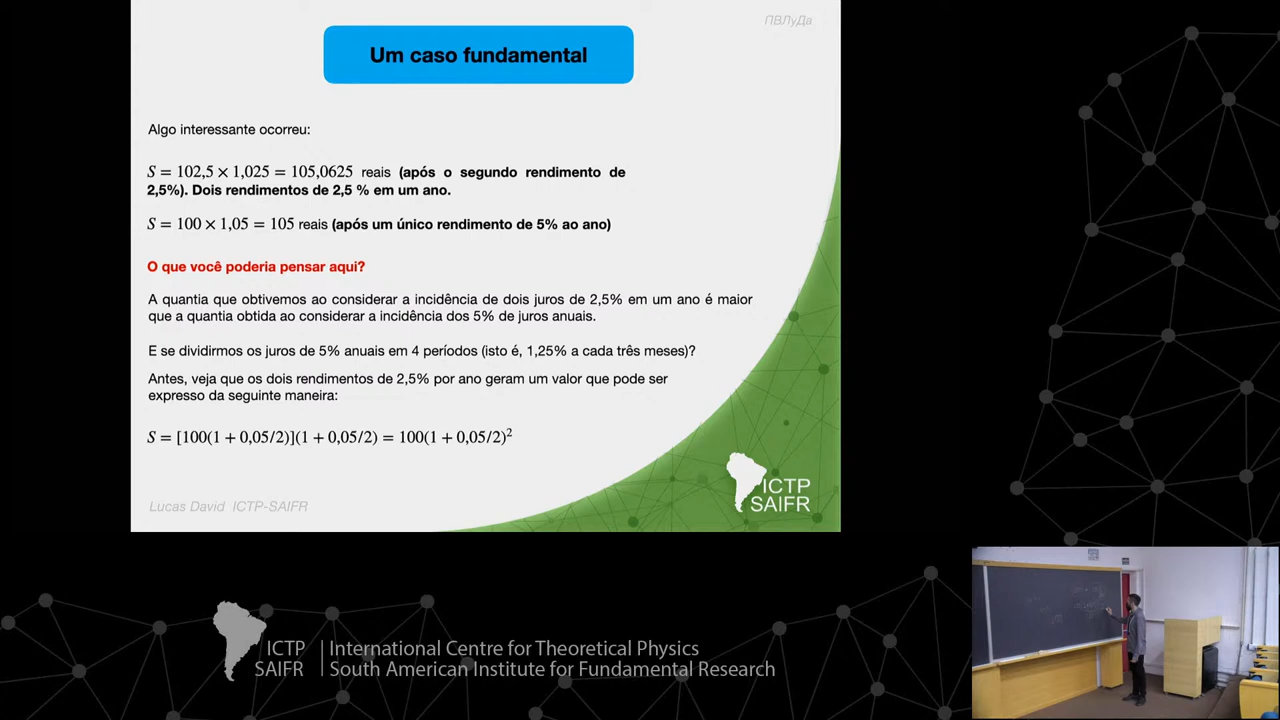 ПВЛуДа
Um caso fundamental
Algo interessante ocorreu:
S = 102,5 × 1,025 = 105,0625 reais (após o segundo rendimento de
2,5%). Dois rendimentos de 2,5 % em um ano.
S = 100 × 1,05 = 105 reais (após um único rendimento de 5% ao ano)
O que você poderia pensar aqui?
A quantia que obtivemos ao considerar a incidência de dois juros de 2,5% em um ano é maior
que a quantia obtida ao considerar a incidência dos 5% de juros anuais.
E se dividirmos os juros de 5% anuais em 4 períodos (isto é, 1,25% a cada três meses)?
Antes, veja que os dois rendimentos de 2,5% por ano geram um valor que pode ser
expresso da seguinte maneira:
S = [100(1 + 0,05/2)](1 + 0,05/2) = 100(1 + 0,05/2)²
ICTP
SAIFR
Lucas David ICTP-SAIFR
ICTP
SAIFR
International Centre for Theoretical Physics
South American Institute for Fundamental Research